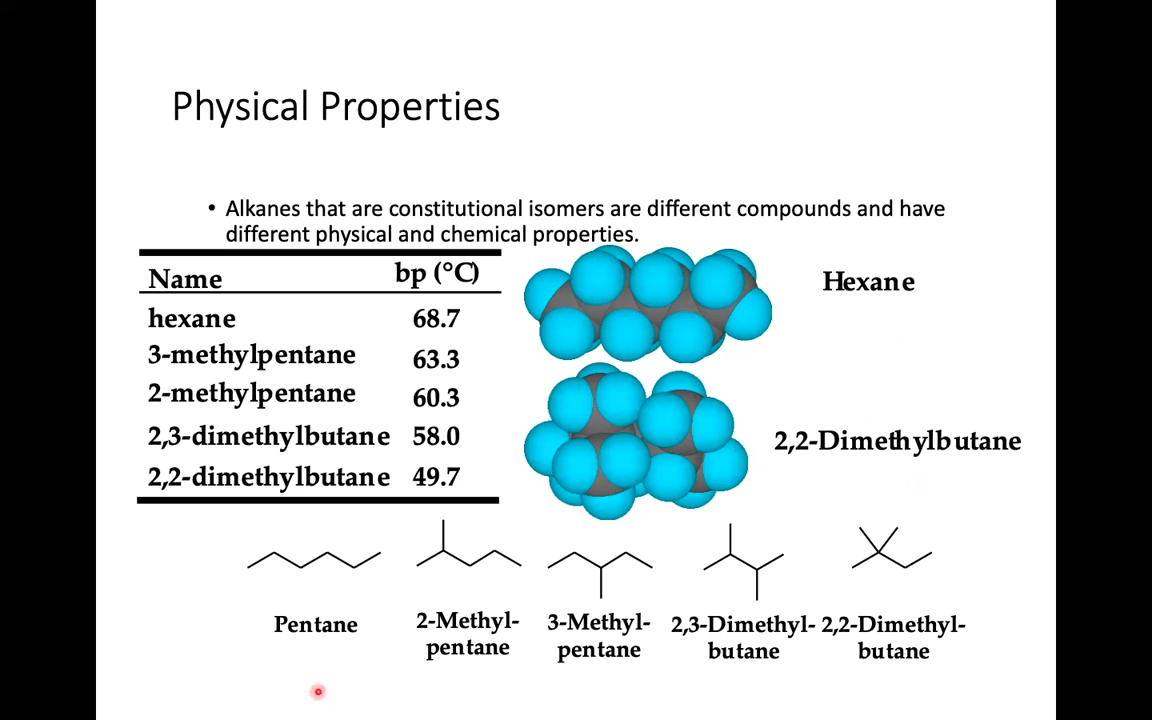 Physical Properties
• Alkanes that are constitutional isomers are different compounds and have
different physical and chemical properties.
Name bp (°C)
hexane 68.7
3-methylpentane 63.3
2-methylpentane 60.3
2,3-dimethylbutane 58.0
2,2-dimethylbutane 49.7
Hexane
2,2-Dimethylbutane
Pentane
2-Methyl-
pentane
3-Methyl-
pentane
2,3-Dimethyl-
butane
2,2-Dimethyl-
butane